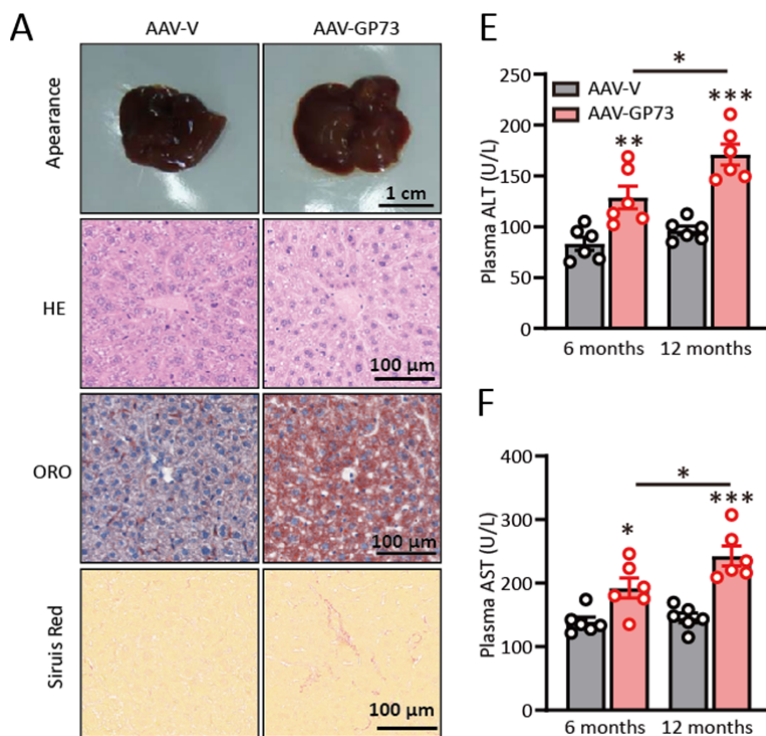 A
AAV-V
AAV-GP73
Apearance
1 cm
HE
100 μm
ORO
100 μm
Siruis Red
100 μm
E
*
AAV-V
AAV-GP73
**
***
Plasma ALT (U/L)
250
200
150
100
50
0
6 months
12 months
F
*
*
***
Plasma AST (U/L)
400
300
200
100
0
6 months
12 months